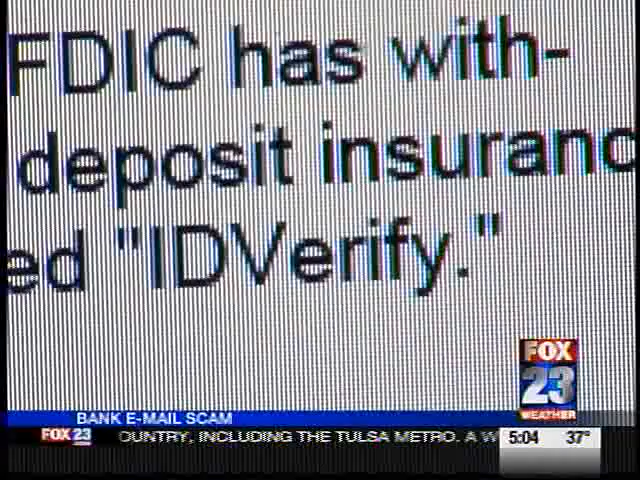 FDIC has with-
deposit insuranc
ed "IDVerify."
FOX
23
WEATHER
BANK E-MAIL SCAM
FOX 23 OUNTRY, INCLUDING THE TULSA METRO. A W 5:04 37°